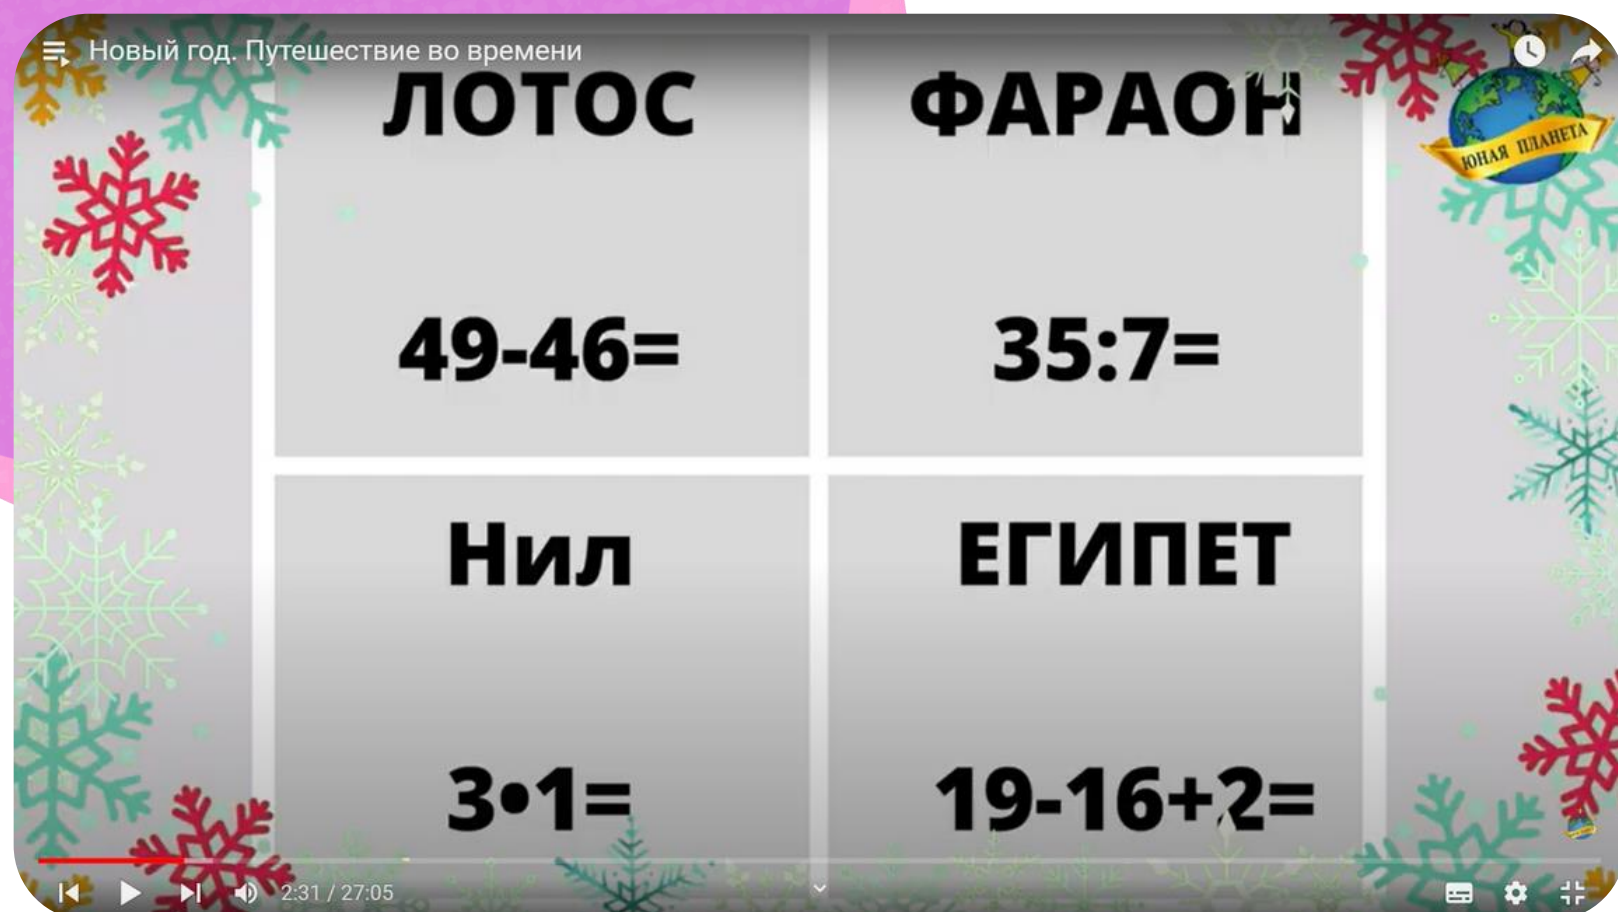 Новый год. Путешествие во времени
ЛОТОС
ФАРАОН
ЮНАЯ ПЛАНЕТА
49-46=
35:7=
Нил
ЕГИПЕТ
3•1=
19-16+2=
2:31 / 27:05